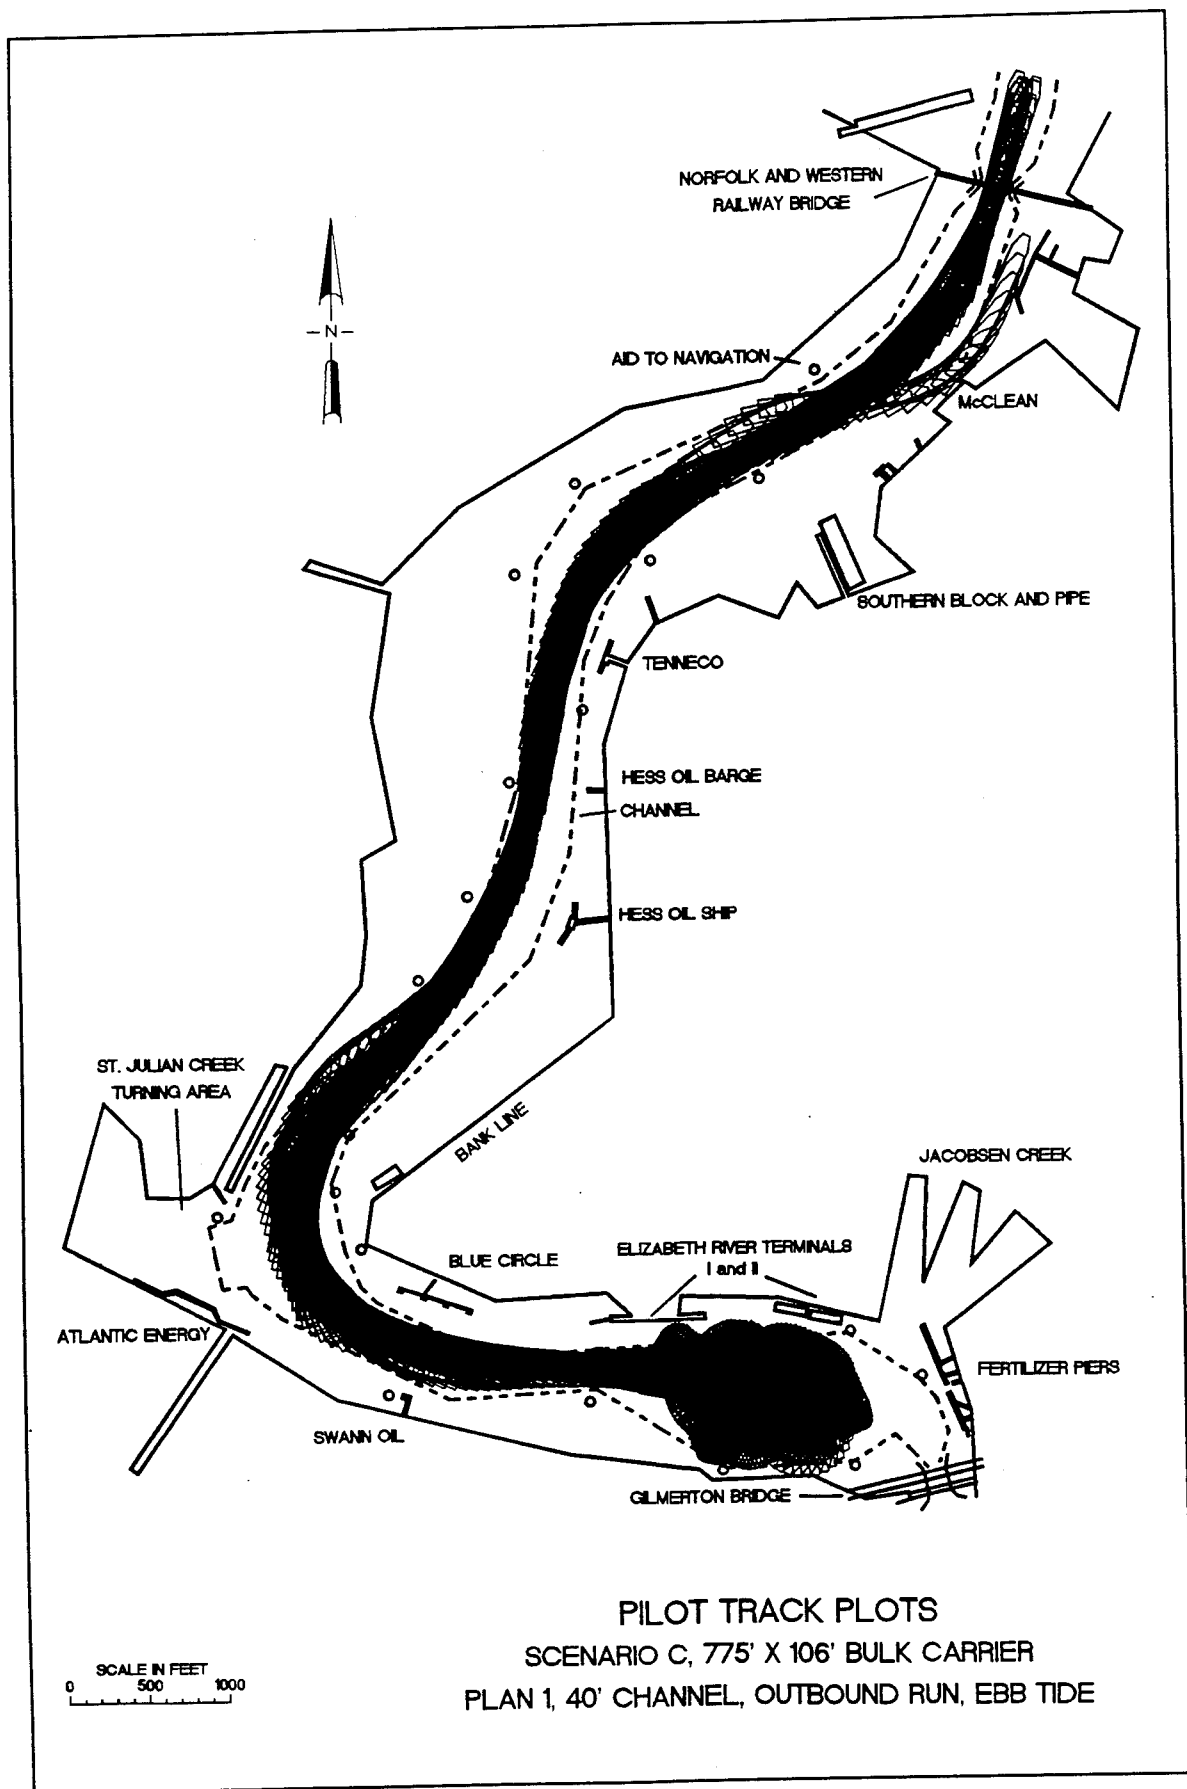 NORFOLK AND WESTERN
RAILWAY BRIDGE
N
AID TO NAVIGATION
McCLEAN
SOUTHERN BLOCK AND PIPE
TENNECO
HESS OIL BARGE
CHANNEL
HESS OIL SHIP
ST. JULIAN CREEK
TURNING AREA
BANK LINE
JACOBSEN CREEK
ELIZABETH RIVER TERMINALS
I and II
BLUE CIRCLE
ATLANTIC ENERGY
FERTILIZER PIERS
SWANN OIL
GILMERTON BRIDGE
PILOT TRACK PLOTS
SCENARIO C, 775' X 106' BULK CARRIER
PLAN 1, 40' CHANNEL, OUTBOUND RUN, EBB TIDE
SCALE IN FEET
0 500 1000